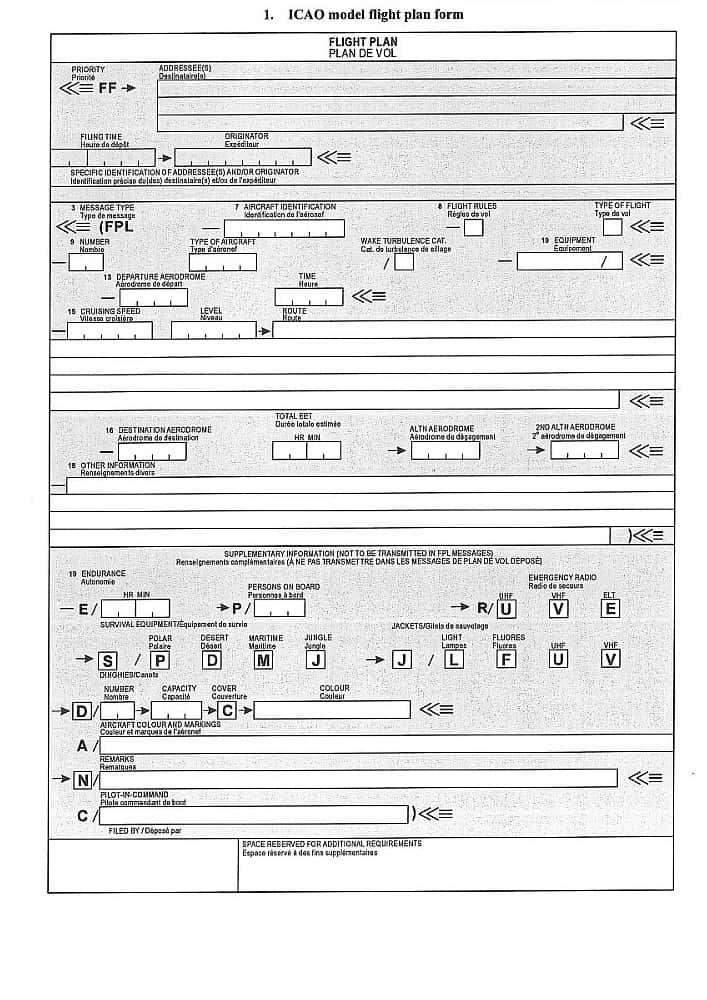 1. ICAO model flight plan form
FLIGHT PLAN
PLAN DE VOL
PRIORITY
Priorité
ADDRESSEE(S)
Destinataire(s)
<<≡ FF →
<<≡
FILING TIME
Heure de dépôt
ORIGINATOR
Expéditeur
→ <<≡
SPECIFIC IDENTIFICATION OF ADDRESSEE(S) AND/OR ORIGINATOR
Identification précise du(des) destinataire(s) et/ou de l'expéditeur
3 MESSAGE TYPE
Type de message
7 AIRCRAFT IDENTIFICATION
Identification de l'aéronef
8 FLIGHT RULES
Règles de vol
TYPE OF FLIGHT
Type de vol
<<≡ (FPL — — <<≡
9 NUMBER
Nombre
TYPE OF AIRCRAFT
Type d'aéronef
WAKE TURBULENCE CAT.
Cat. de turbulence de sillage
10 EQUIPMENT
Équipement
— / — / <<≡
13 DEPARTURE AERODROME
Aérodrome de départ
TIME
Heure
— <<≡
15 CRUISING SPEED
Vitesse croisière
LEVEL
Niveau
ROUTE
Route
— →
<<≡
16 DESTINATION AERODROME
Aérodrome de destination
TOTAL EET
Durée totale estimée
HR MIN
ALTN AERODROME
Aérodrome de dégagement
2ND ALTN AERODROME
2e aérodrome de dégagement
— → → <<≡
18 OTHER INFORMATION
Renseignements divers
—
)<<≡
SUPPLEMENTARY INFORMATION (NOT TO BE TRANSMITTED IN FPL MESSAGES)
Renseignements complémentaires (À NE PAS TRANSMETTRE DANS LES MESSAGES DE PLAN DE VOL DÉPOSÉ)
19 ENDURANCE
Autonomie
HR MIN
PERSONS ON BOARD
Personnes à bord
EMERGENCY RADIO
Radio de secours
UHF VHF ELT
— E / → P / → R/ U V E
SURVIVAL EQUIPMENT/Équipement de survie
JACKETS/Gilets de sauvetage
POLAR
Polaire
DESERT
Désert
MARITIME
Maritime
JUNGLE
Jungle
LIGHT
Lampes
FLUORES
Fluores
UHF VHF
→ S / P D M J → J / L F U V
DINGHIES/Canots
NUMBER
Nombre
CAPACITY
Capacité
COVER
Couverture
COLOUR
Couleur
→ D / → → C → <<≡
AIRCRAFT COLOUR AND MARKINGS
Couleur et marques de l'aéronef
A /
REMARKS
Remarques
→ N / <<≡
PILOT-IN-COMMAND
Pilote commandant de bord
C / )<<≡
FILED BY / Déposé par
SPACE RESERVED FOR ADDITIONAL REQUIREMENTS
Espace réservé à des fins supplémentaires